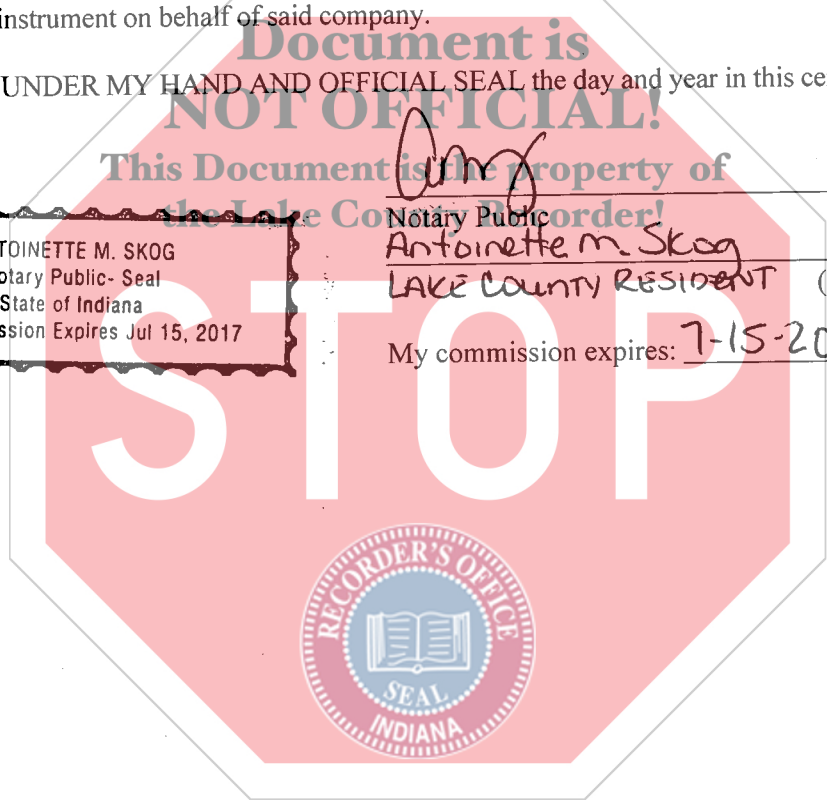 instrument on behalf of said company.
Document is
UNDER MY HAND AND OFFICIAL SEAL the day and year in this ce
NOT OFFICIAL!
This Document is the property of
the Lake County Recorder!
Notary Public
Antoinette M. Skog
LAKE COUNTY RESIDENT (
My commission expires: 7-15-20
TOINETTE M. SKOG
otary Public- Seal
State of Indiana
ssion Expires Jul 15, 2017
STOP
RECORDER'S OFFICE
SEAL
INDIANA